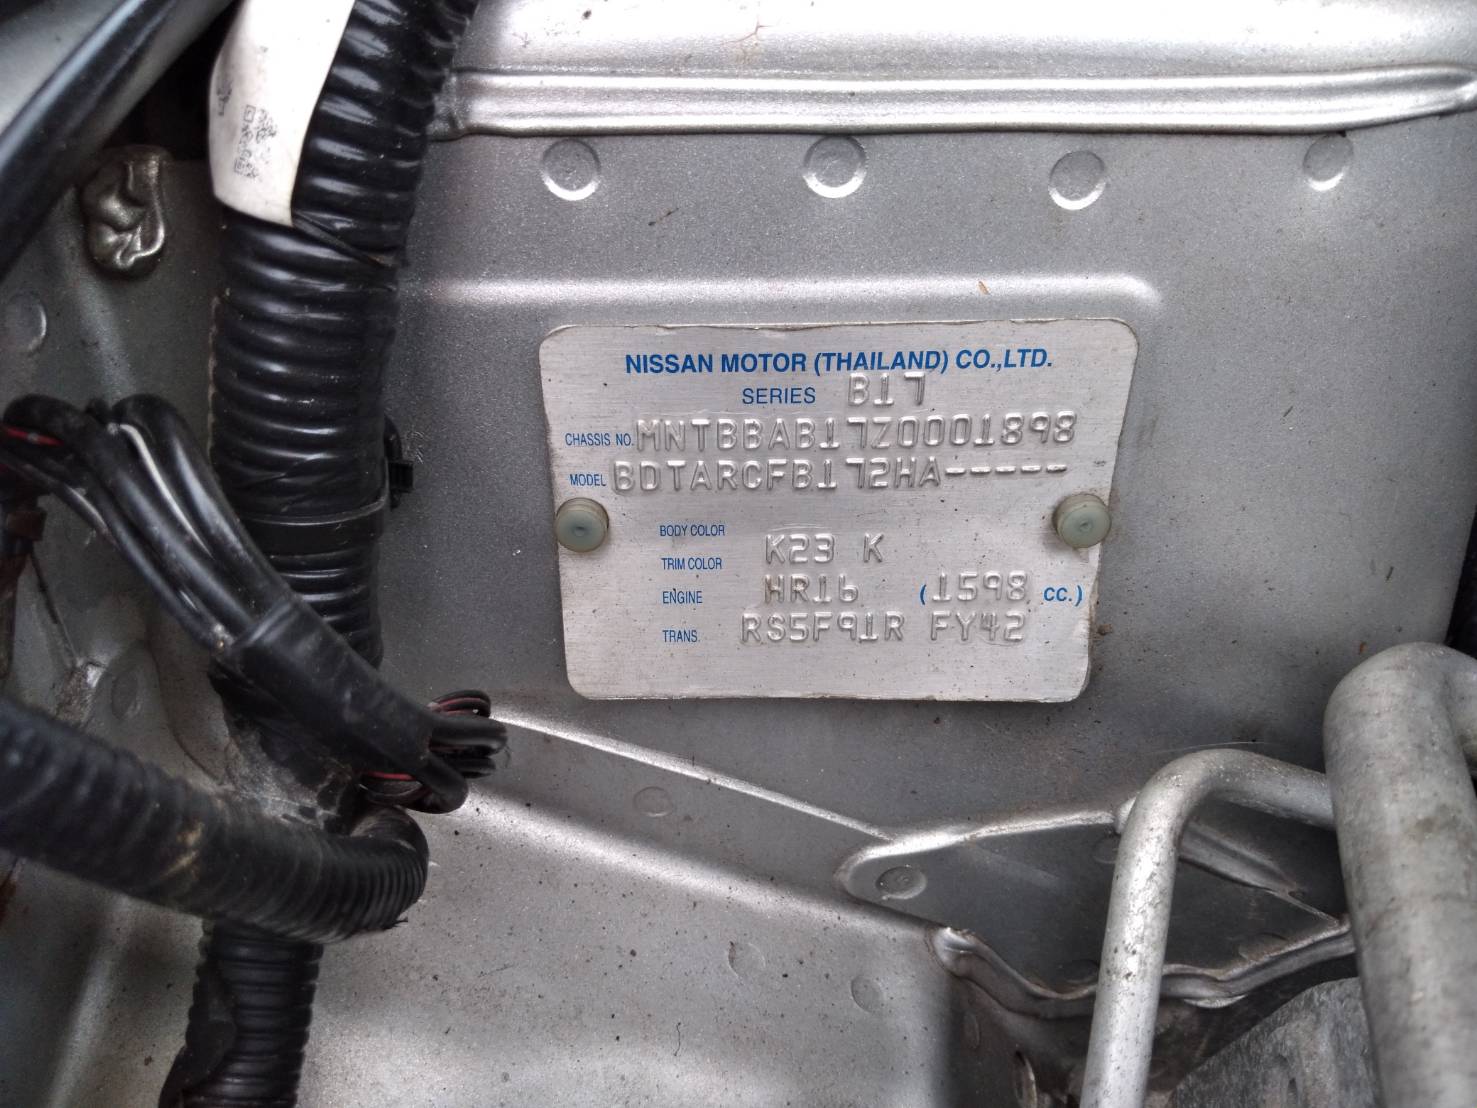 NISSAN MOTOR (THAILAND) CO.,LTD.
SERIES B17
CHASSIS NO. MNTBBAB17Z0001898
MODEL BDTARCFB172HA-----
BODY COLOR
TRIM COLOR K23 K
ENGINE HR16 (1598 CC.)
TRANS. RS5F91R FY42